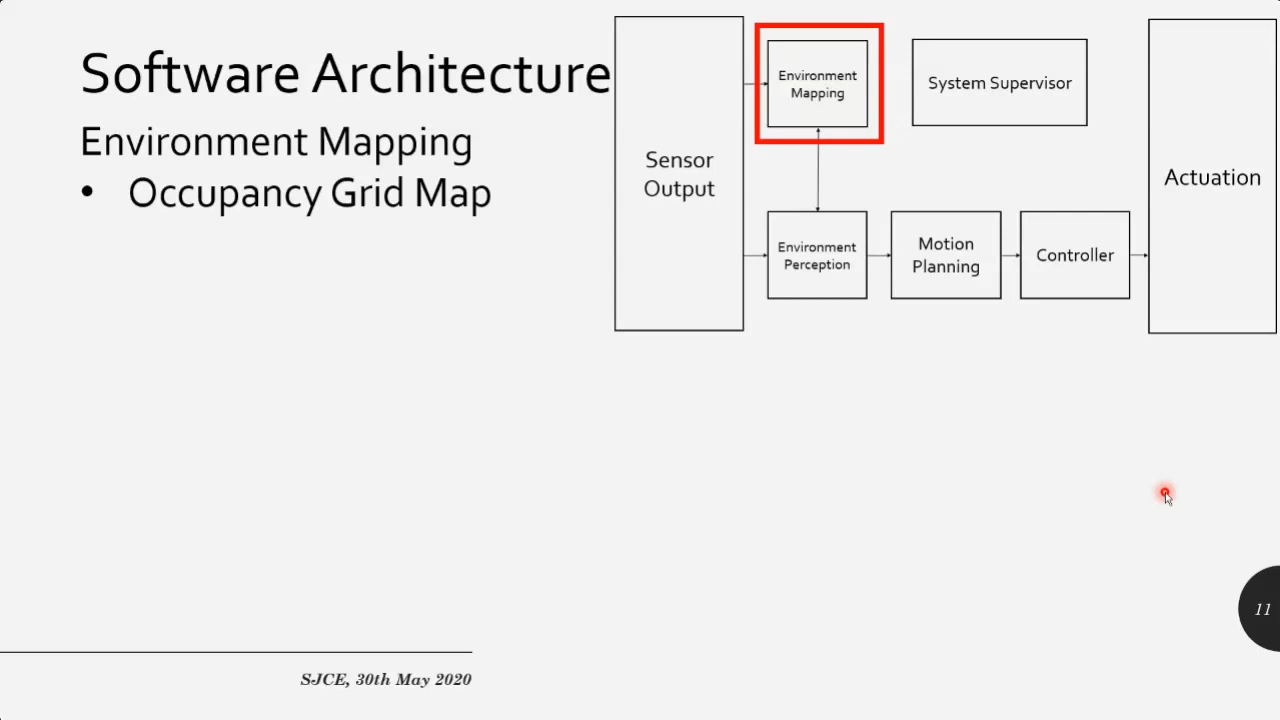 Software Architecture
Environment Mapping
• Occupancy Grid Map
Sensor
Output
Environment
Mapping
System Supervisor
Environment
Perception
Motion
Planning
Controller
Actuation
11
SJCE, 30th May 2020